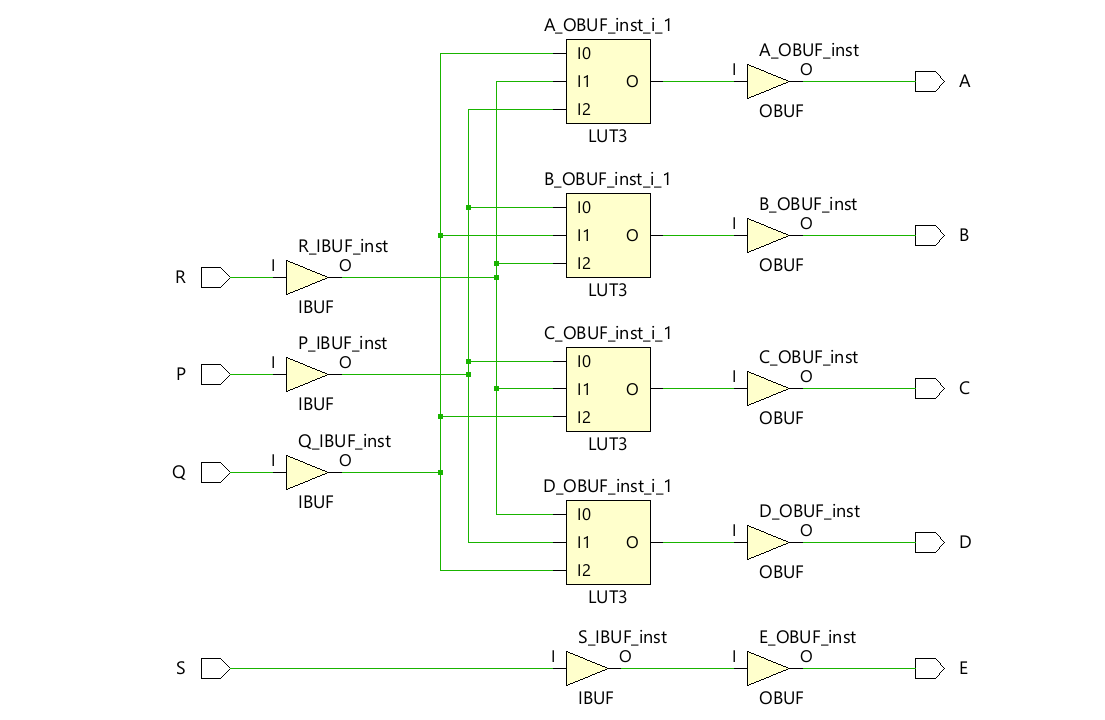 A_OBUF_inst_i_1
I0
I1
I2
O
LUT3
A_OBUF_inst
I
O
OBUF
A
B_OBUF_inst_i_1
I0
I1
I2
O
LUT3
B_OBUF_inst
I
O
OBUF
B
R
R_IBUF_inst
I
O
IBUF
C_OBUF_inst_i_1
I0
I1
I2
O
LUT3
C_OBUF_inst
I
O
OBUF
C
P
P_IBUF_inst
I
O
IBUF
Q
Q_IBUF_inst
I
O
IBUF
D_OBUF_inst_i_1
I0
I1
I2
O
LUT3
D_OBUF_inst
I
O
OBUF
D
S
S_IBUF_inst
I
O
IBUF
E_OBUF_inst
I
O
OBUF
E